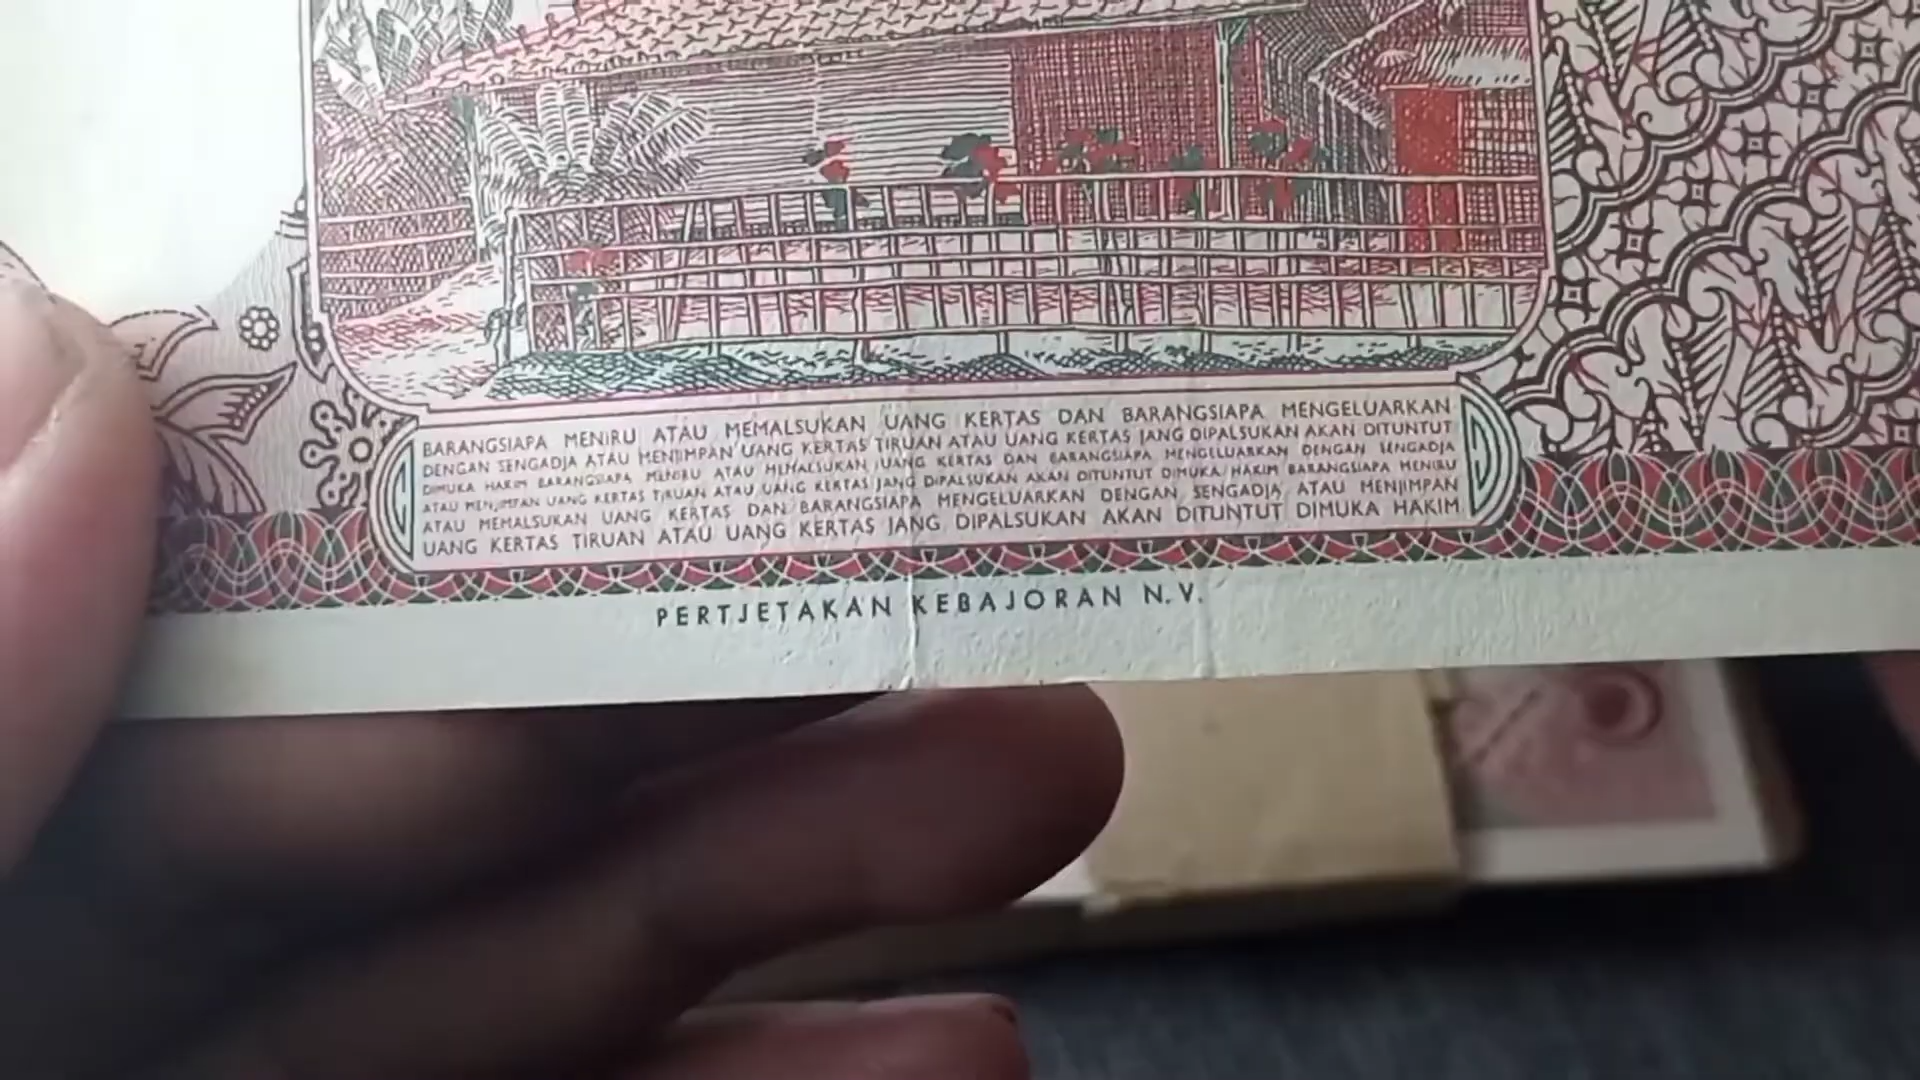 BARANGSIAPA MENIRU ATAU MEMALSUKAN UANG KERTAS DAN BARANGSIAPA MENGELUARKAN
DENGAN SENGADJA ATAU MENJIMPAN UANG KERTAS TIRUAN ATAU UANG KERTAS JANG DIPALSUKAN AKAN DITUNTUT
DIMUKA HAKIM BARANGSIAPA MENIRU ATAU MEMALSUKAN UANG KERTAS DAN BARANGSIAPA MENGELUARKAN DENGAN SENGADJA
ATAU MENJIMPAN UANG KERTAS TIRUAN ATAU UANG KERTAS JANG DIPALSUKAN AKAN DITUNTUT DIMUKA HAKIM BARANGSIAPA MENIRU
ATAU MEMALSUKAN UANG KERTAS DAN BARANGSIAPA MENGELUARKAN DENGAN SENGADJA ATAU MENJIMPAN
UANG KERTAS TIRUAN ATAU UANG KERTAS JANG DIPALSUKAN AKAN DITUNTUT DIMUKA HAKIM
PERTJETAKAN KEBAJORAN N.V.